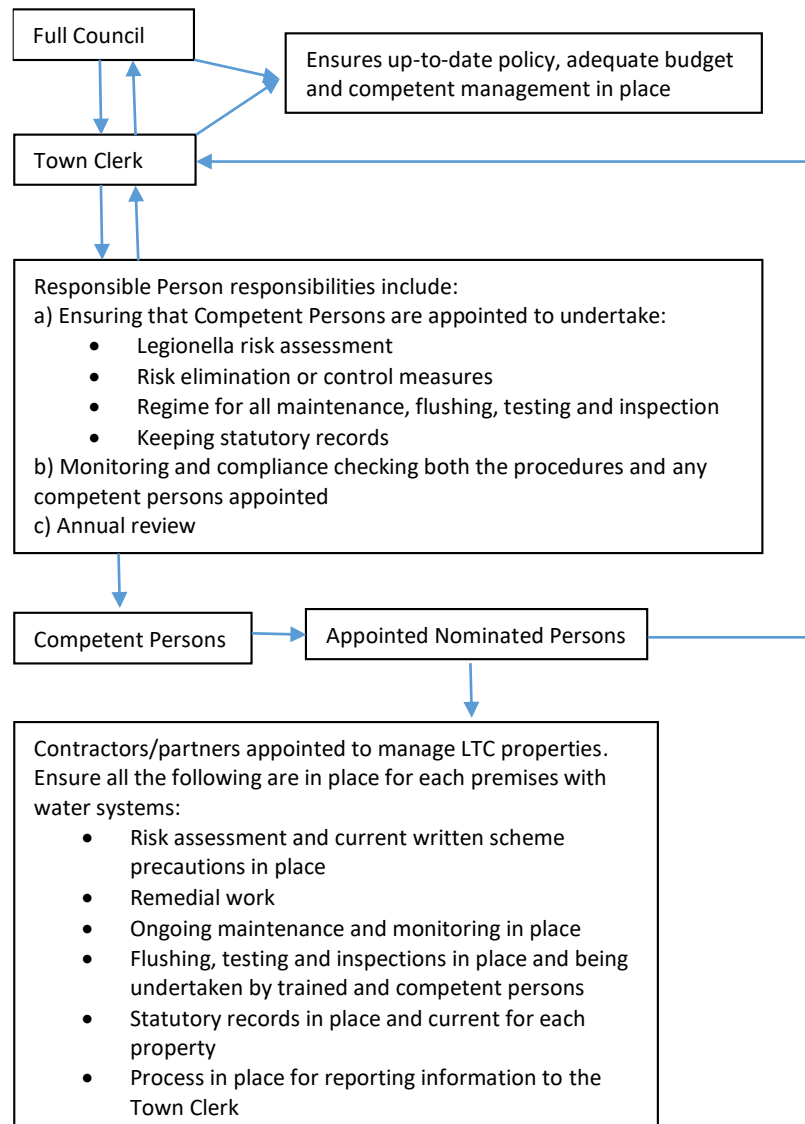 Full Council
Ensures up-to-date policy, adequate budget
and competent management in place
Town Clerk
Responsible Person responsibilities include:
a) Ensuring that Competent Persons are appointed to undertake:
• Legionella risk assessment
• Risk elimination or control measures
• Regime for all maintenance, flushing, testing and inspection
• Keeping statutory records
b) Monitoring and compliance checking both the procedures and any
competent persons appointed
c) Annual review
Competent Persons
Appointed Nominated Persons
Contractors/partners appointed to manage LTC properties.
Ensure all the following are in place for each premises with
water systems:
• Risk assessment and current written scheme
precautions in place
• Remedial work
• Ongoing maintenance and monitoring in place
• Flushing, testing and inspections in place and being
undertaken by trained and competent persons
• Statutory records in place and current for each
property
• Process in place for reporting information to the
Town Clerk